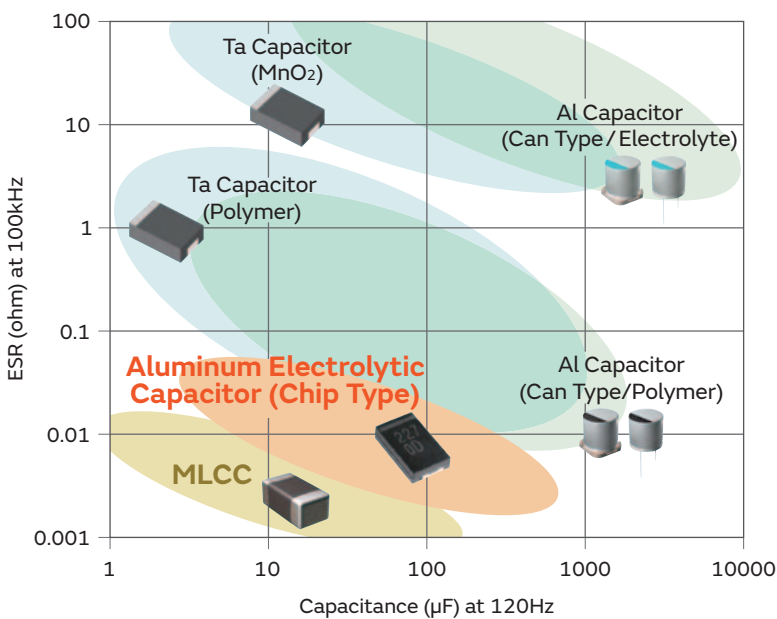 100
10
1
0.1
0.01
0.001
ESR (ohm) at 100kHz
Ta Capacitor
(MnO₂)
Al Capacitor
(Can Type/Electrolyte)
Ta Capacitor
(Polymer)
Aluminum Electrolytic
Capacitor (Chip Type)
Al Capacitor
(Can Type/Polymer)
227
0D
MLCC
1
10
100
1000
10000
Capacitance (µF) at 120Hz